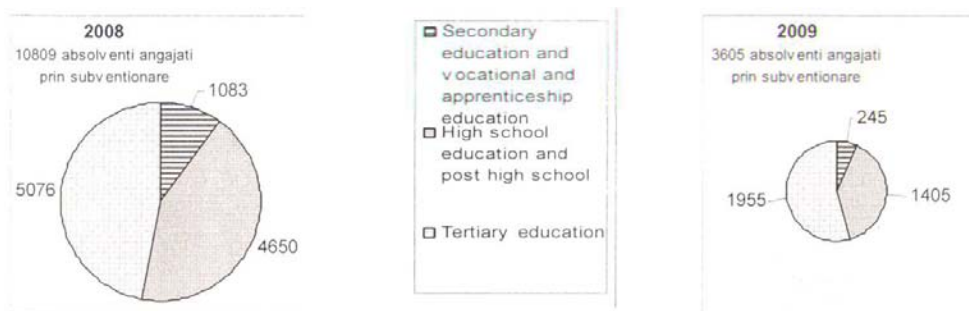 2008
10809 absolventi angajati
prin subventionare
1083
5076
4650
Secondary
education and
vocational and
apprenticeship
education
High school
education and
post high school
Tertiary education
2009
3605 absolventi angajati
prin subventionare
245
1955
1405